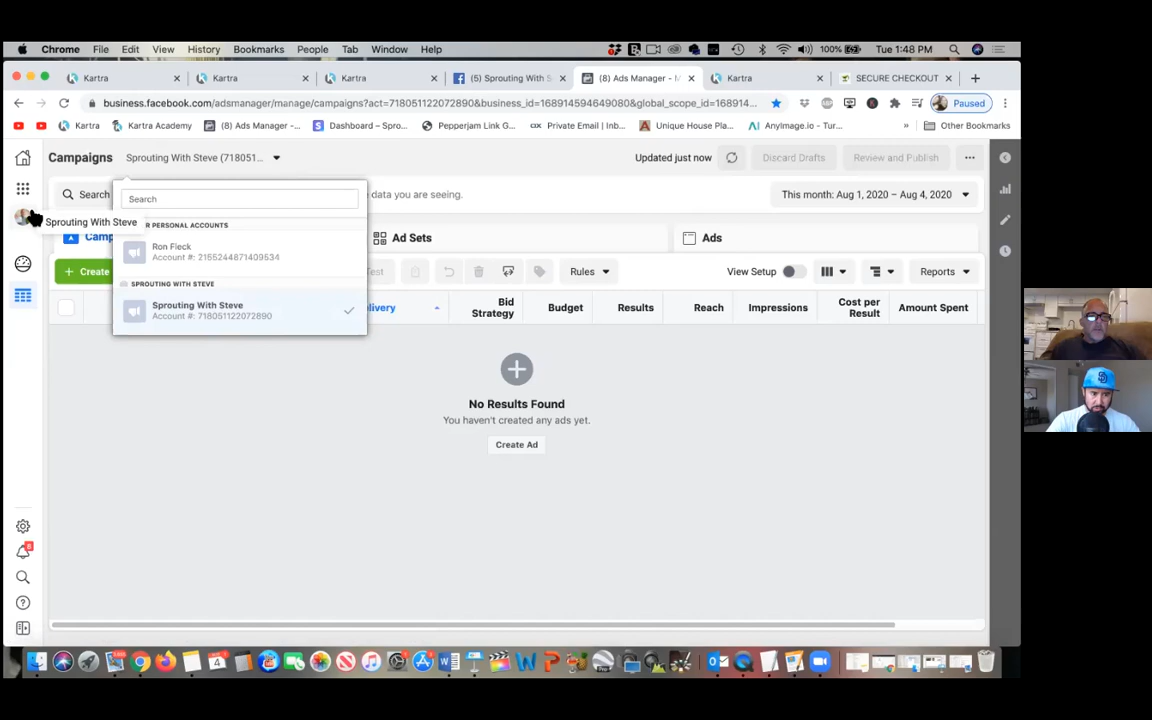 Chrome File Edit View History Bookmarks People Tab Window Help 100% Tue 1:48 PM
Kartra Kartra Kartra (5) Sprouting With S (8) Ads Manager - M Kartra SECURE CHECKOUT
business.facebook.com/adsmanager/manage/campaigns?act=718051122072890&business_id=168914594649080&global_scope_id=168914... Paused
Kartra Kartra Academy (8) Ads Manager -... Dashboard – Spro... Pepperjam Link G... CIX Private Email | Inb... Unique House Pla... AnyImage.io - Tur... » Other Bookmarks
Campaigns Sprouting With Steve (718051... Updated just now Discard Drafts Review and Publish ...
Search data you are seeing. This month: Aug 1, 2020 – Aug 4, 2020
Search
Sprouting With Steve
R PERSONAL ACCOUNTS
Camp Ad Sets Ads
Ron Fleck
Account #: 2155244871409534
Create Test Rules View Setup Reports
SPROUTING WITH STEVE
Sprouting With Steve
Account #: 718051122072890
elivery Bid Strategy Budget Results Reach Impressions Cost per Result Amount Spent
No Results Found
You haven't created any ads yet.
Create Ad